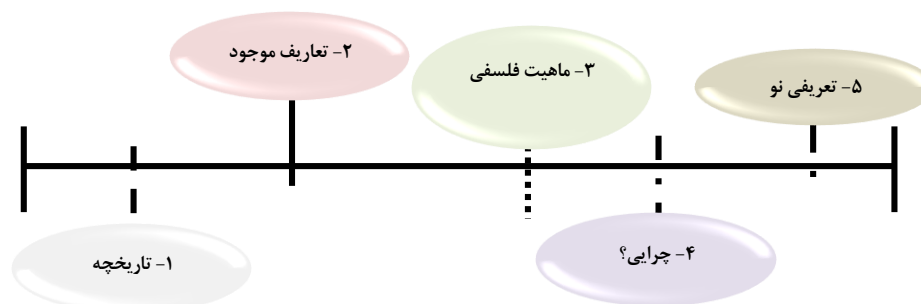 ۱- تاریخچه
۲- تعاریف موجود
۳- ماهیت فلسفی
۴- چرایی؟
۵- تعریفی نو